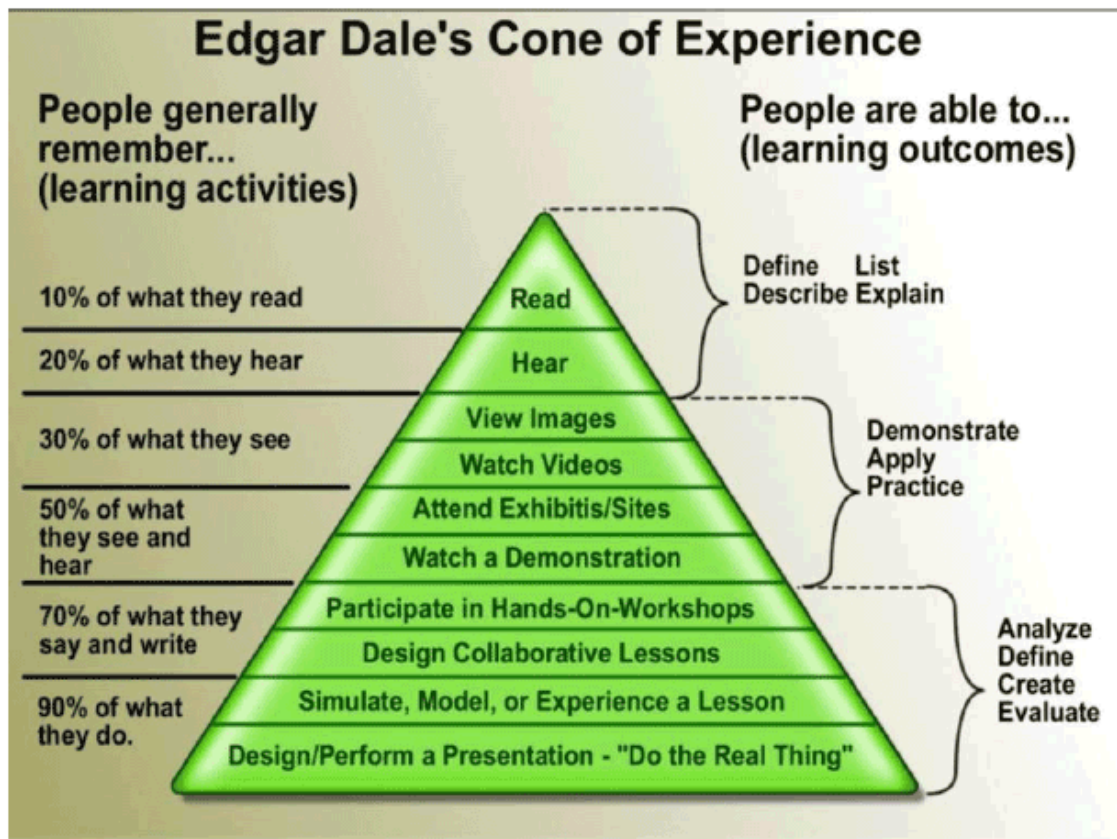 Edgar Dale's Cone of Experience
People generally
remember...
(learning activities)
People are able to...
(learning outcomes)
10% of what they read
20% of what they hear
30% of what they see
50% of what
they see and
hear
70% of what they
say and write
90% of what
they do.
Read
Hear
View Images
Watch Videos
Attend Exhibitis/Sites
Watch a Demonstration
Participate in Hands-On-Workshops
Design Collaborative Lessons
Simulate, Model, or Experience a Lesson
Design/Perform a Presentation - "Do the Real Thing"
Define List
Describe Explain
Demonstrate
Apply
Practice
Analyze
Define
Create
Evaluate